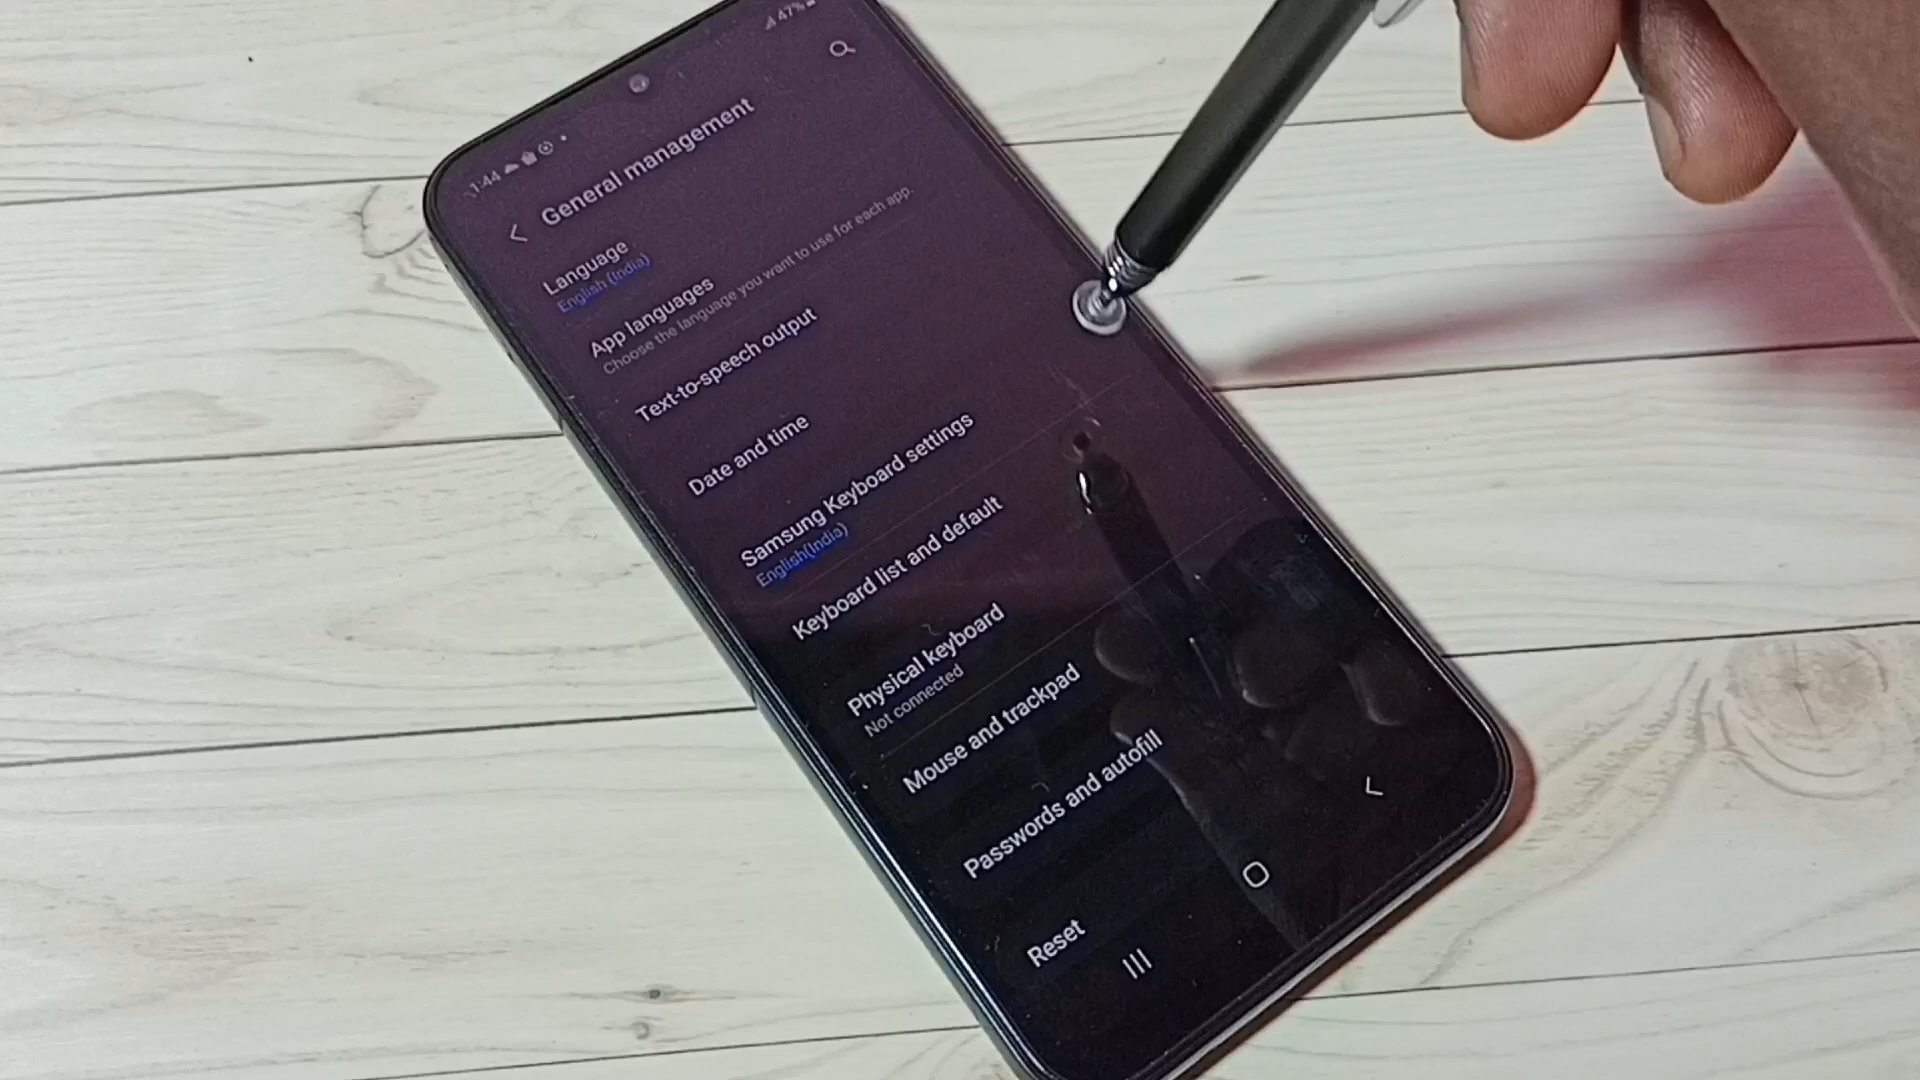 1:44
47%
General management
Language
English (India)
App languages
Choose the language you want to use for each app.
Text-to-speech output
Date and time
Samsung Keyboard settings
English(India)
Keyboard list and default
Physical keyboard
Not connected
Mouse and trackpad
Passwords and autofill
Reset